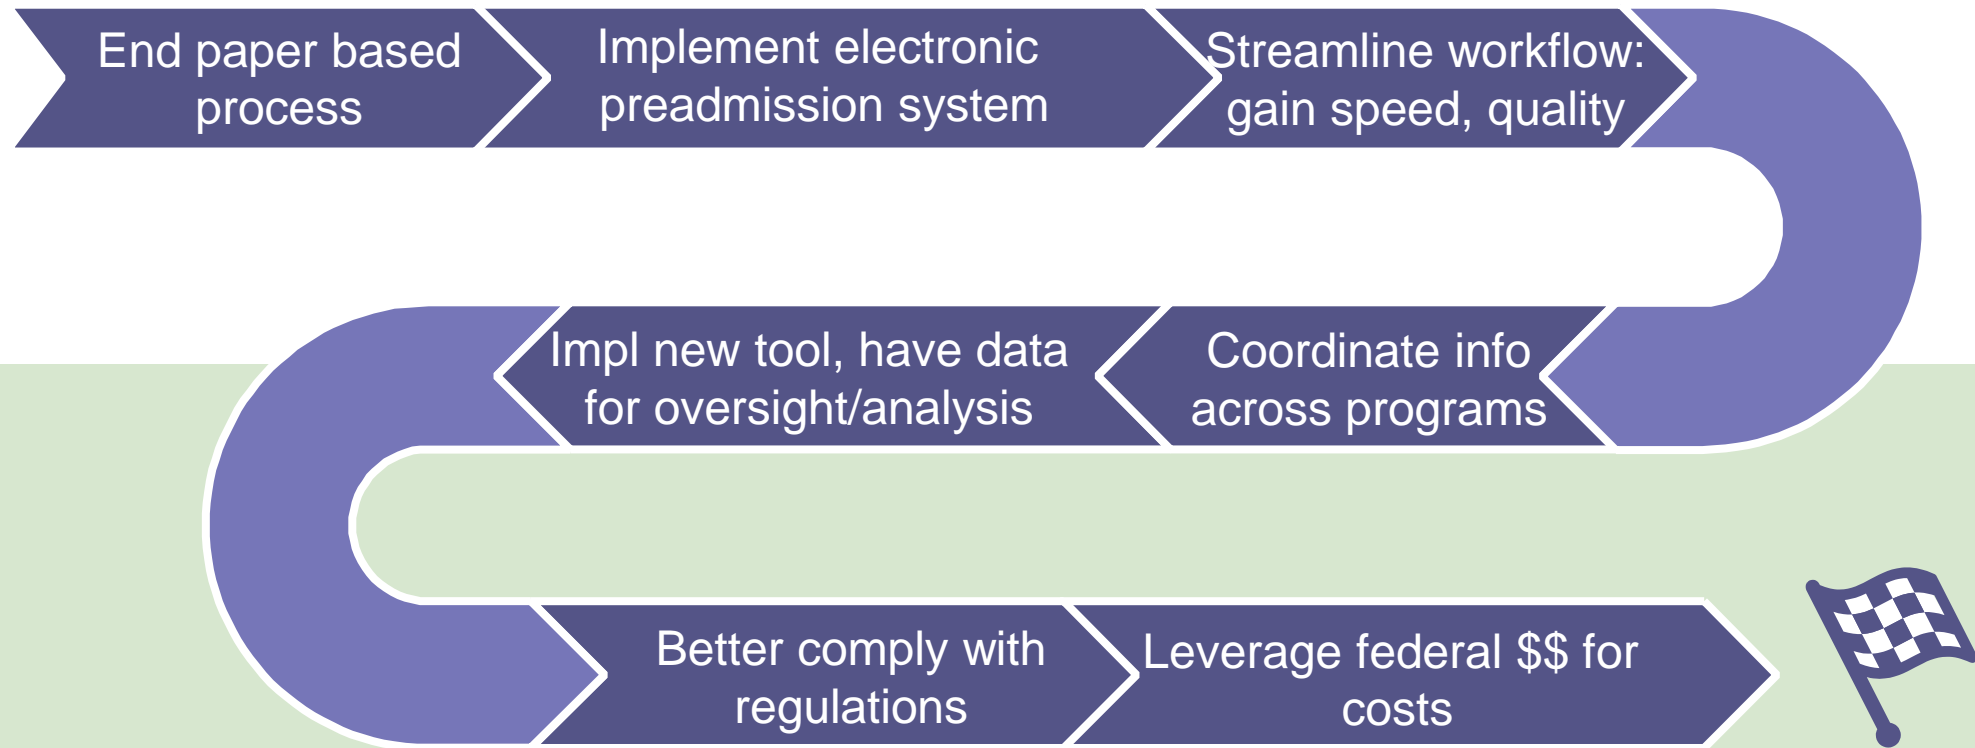 End paper based
process
Implement electronic
preadmission system
Streamline workflow:
gain speed, quality
Coordinate info
across programs
Impl new tool, have data
for oversight/analysis
Better comply with
regulations
Leverage federal $$ for
costs